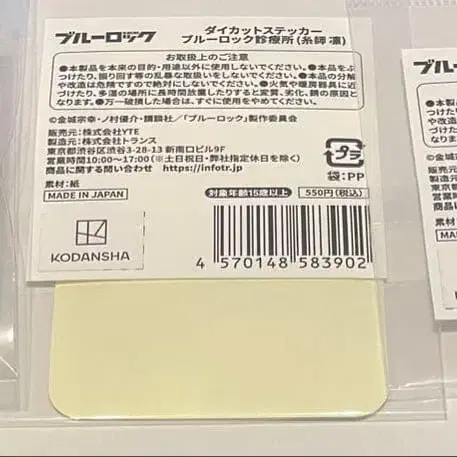 ブルーロック
ダイカットステッカー
ブルーロック診療所(糸師 凛)
お取扱上のご注意
●本製品を本来の目的・用途以外に使用しないでください。●本商品をぶ
つけたり、振り回す等の乱暴な取扱いをしないでください。●本品の分解
や改造は危険ですので絶対にしないでください。●火気や暖房器具に近
づけたり、多湿の場所に長時間放置したりすると変質、劣化、錆の原因と
なります。●万一破損した場合は、すぐに使用をやめてください。
©金城宗幸・ノ村優介・講談社/「ブルーロック」製作委員会
販売元:株式会社YTE
製造元:株式会社トランス
東京都渋谷区渋谷3-28-13 新南口ビル9F
営業時間10:00~17:00(※土日祝日・弊社指定休日を除く)
商品に関する問い合わせ https://infotr.jp
素材:紙
MADE IN JAPAN
プラ
袋:PP
対象年齢15歳以上
550円(税込)
KODANSHA
4 570148 583902
ブルーロ